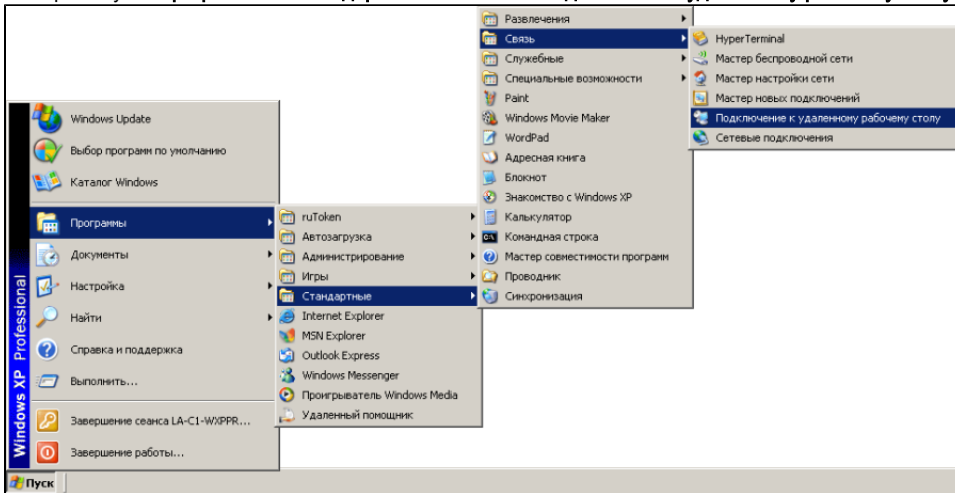 Развлечения
Связь
Служебные
Специальные возможности
Paint
Windows Movie Maker
WordPad
Адресная книга
Блокнот
Знакомство с Windows XP
Калькулятор
Командная строка
Мастер совместимости программ
Проводник
Синхронизация
HyperTerminal
Мастер беспроводной сети
Мастер настройки сети
Мастер новых подключений
Подключение к удаленному рабочему столу
Сетевые подключения
Windows Update
Выбор программ по умолчанию
Каталог Windows
Программы
Документы
Настройка
Найти
Справка и поддержка
Выполнить...
Завершение сеанса LA-C1-WXPPR...
Завершение работы...
ruToken
Автозагрузка
Администрирование
Игры
Стандартные
Internet Explorer
MSN Explorer
Outlook Express
Windows Messenger
Проигрыватель Windows Media
Удаленный помощник
Windows XP Professional
Пуск